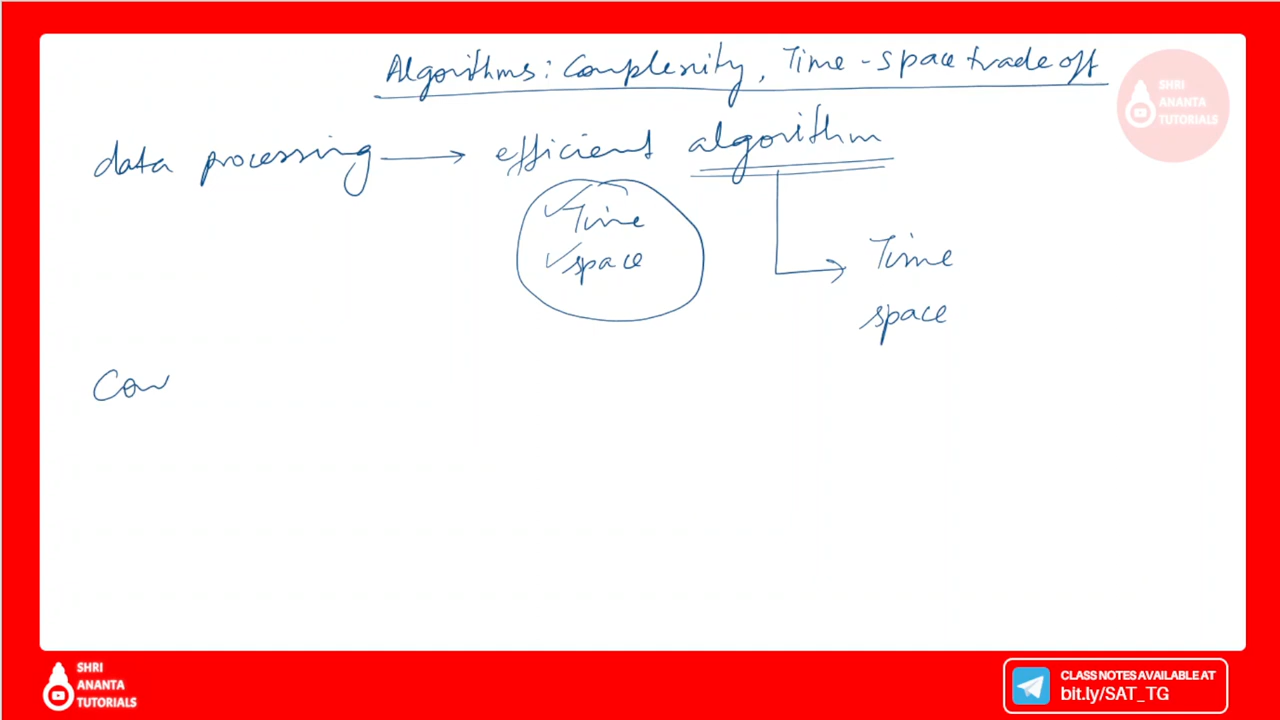 Algorithms: Complexity, Time-space trade off
SHRI
ANANTA
TUTORIALS
data processing → efficient algorithm
✓Time
✓space
Time
space
SHRI
ANANTA
TUTORIALS
CLASS NOTES AVAILABLE AT
bit.ly/SAT_TG